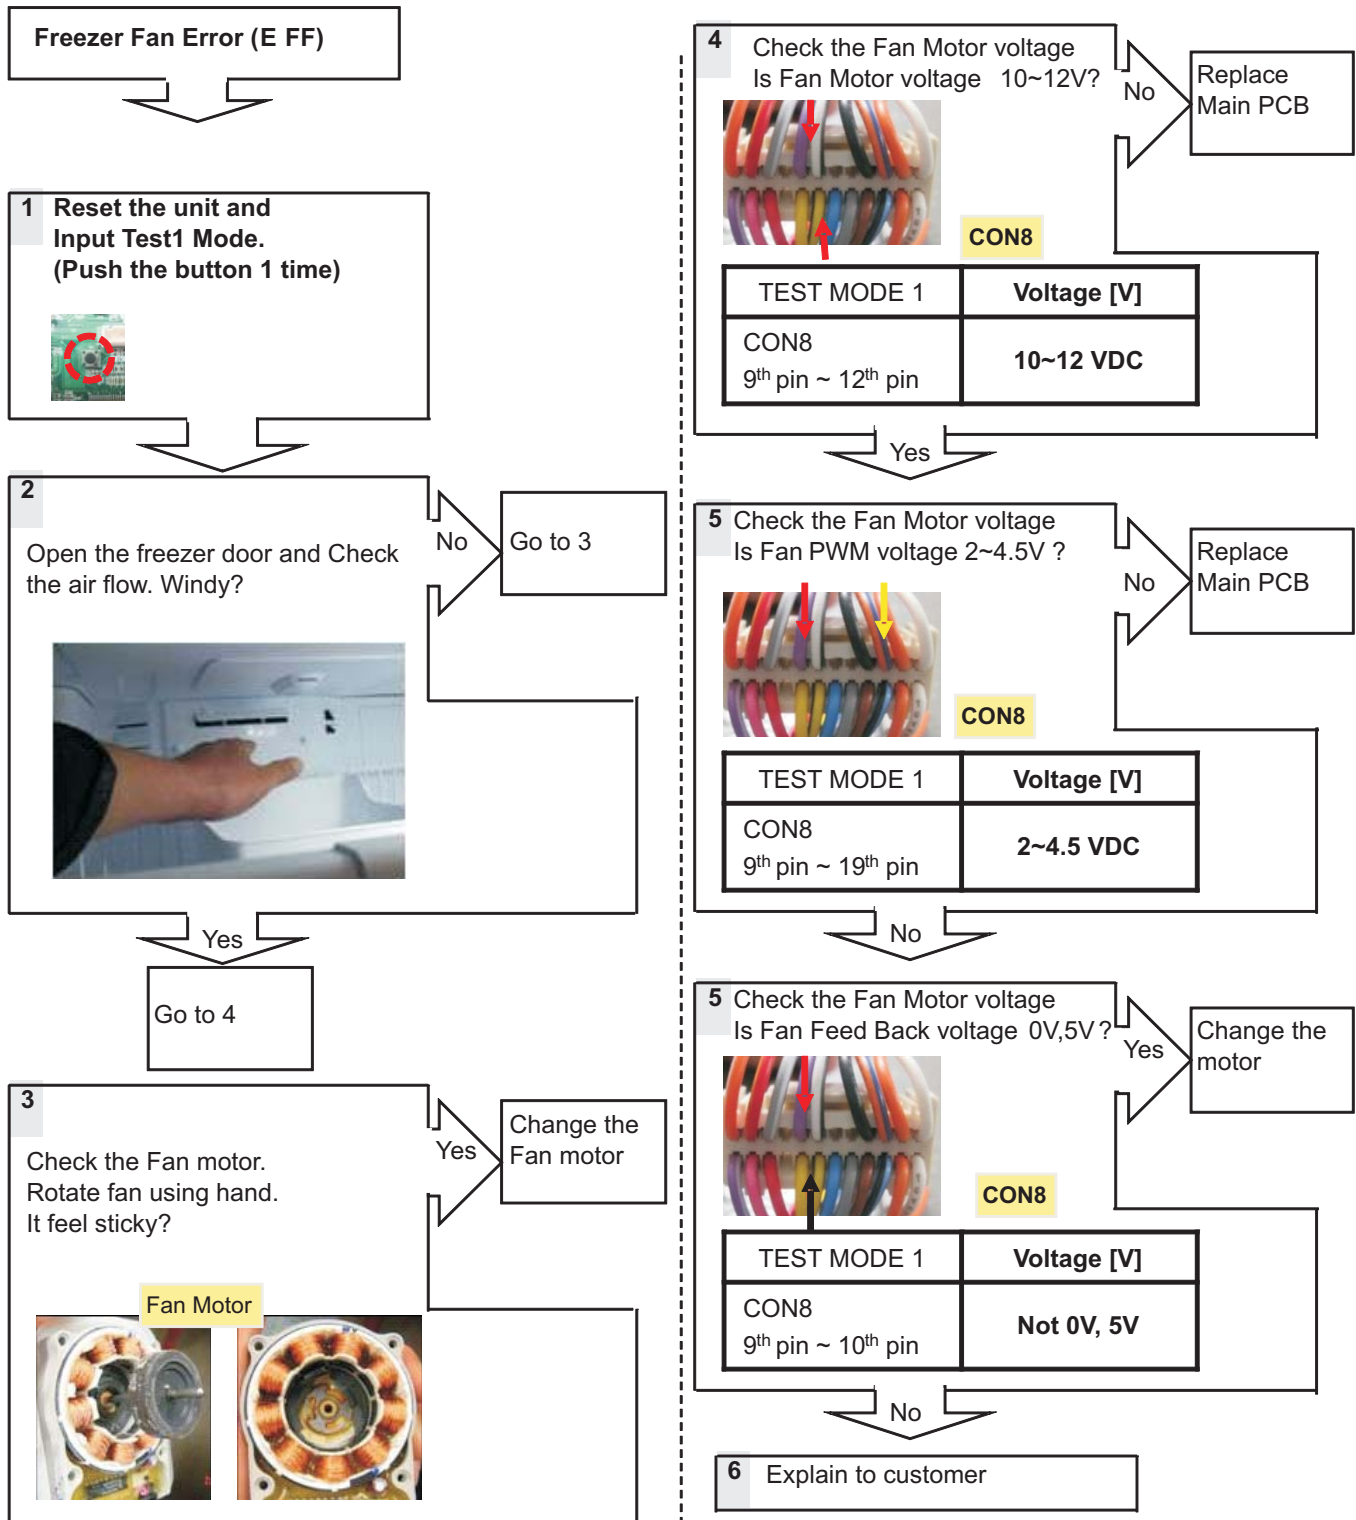 Freezer Fan Error (E FF)
1 Reset the unit and
Input Test1 Mode.
(Push the button 1 time)
2
Open the freezer door and Check
the air flow. Windy?
No
Go to 3
Yes
Go to 4
3
Check the Fan motor.
Rotate fan using hand.
It feel sticky?
Yes
Change the
Fan motor
Fan Motor
4 Check the Fan Motor voltage
Is Fan Motor voltage 10~12V?
No
Replace
Main PCB
CON8
TEST MODE 1 Voltage [V]
CON8
9th pin ~ 12th pin
10~12 VDC
Yes
5 Check the Fan Motor voltage
Is Fan PWM voltage 2~4.5V ?
No
Replace
Main PCB
CON8
TEST MODE 1 Voltage [V]
CON8
9th pin ~ 19th pin
2~4.5 VDC
No
5 Check the Fan Motor voltage
Is Fan Feed Back voltage 0V,5V ?
Yes
Change the
motor
CON8
TEST MODE 1 Voltage [V]
CON8
9th pin ~ 10th pin
Not 0V, 5V
No
6 Explain to customer